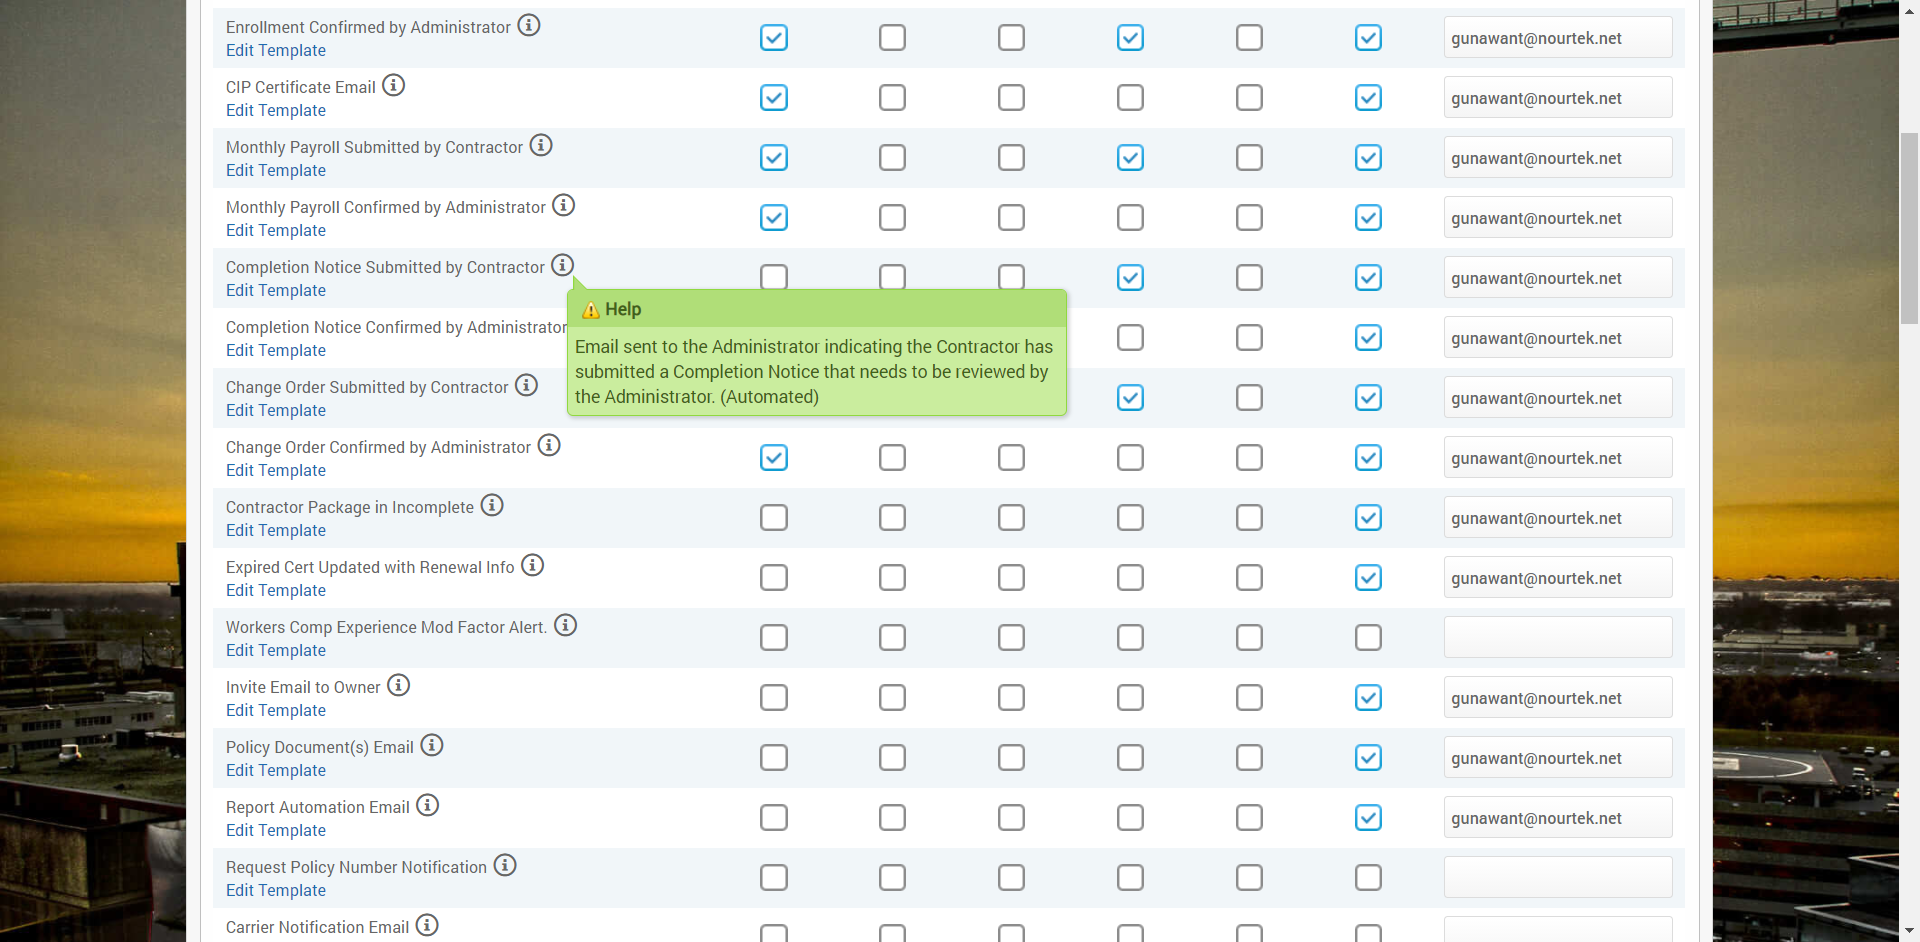 Enrollment Confirmed by Administrator
Edit Template
gunawant@nourtek.net
CIP Certificate Email
Edit Template
gunawant@nourtek.net
Monthly Payroll Submitted by Contractor
Edit Template
gunawant@nourtek.net
Monthly Payroll Confirmed by Administrator
Edit Template
gunawant@nourtek.net
Completion Notice Submitted by Contractor
Edit Template
gunawant@nourtek.net
Help
Email sent to the Administrator indicating the Contractor has
submitted a Completion Notice that needs to be reviewed by
the Administrator. (Automated)
Completion Notice Confirmed by Administrator
Edit Template
gunawant@nourtek.net
Change Order Submitted by Contractor
Edit Template
gunawant@nourtek.net
Change Order Confirmed by Administrator
Edit Template
gunawant@nourtek.net
Contractor Package in Incomplete
Edit Template
gunawant@nourtek.net
Expired Cert Updated with Renewal Info
Edit Template
gunawant@nourtek.net
Workers Comp Experience Mod Factor Alert.
Edit Template
Invite Email to Owner
Edit Template
gunawant@nourtek.net
Policy Document(s) Email
Edit Template
gunawant@nourtek.net
Report Automation Email
Edit Template
gunawant@nourtek.net
Request Policy Number Notification
Edit Template
Carrier Notification Email